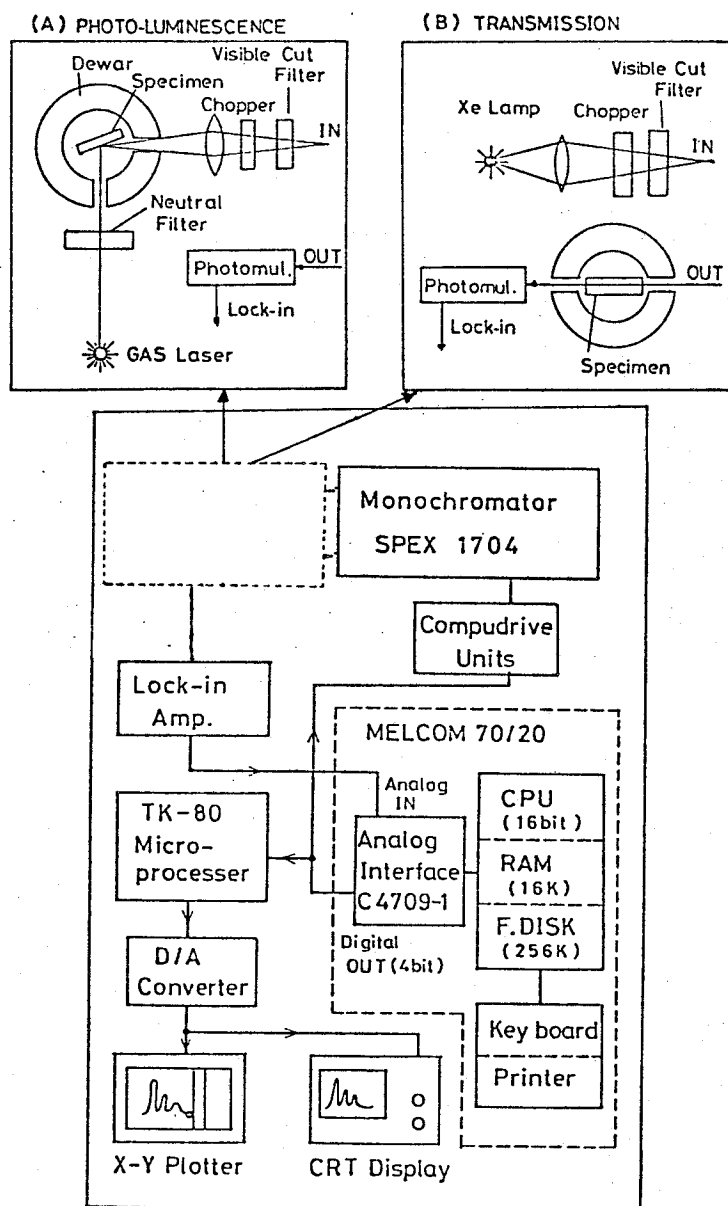 (A) PHOTO-LUMINESCENCE
Dewar
Specimen
Visible Cut
Filter
Chopper
IN
Neutral
Filter
OUT
Photomul.
Lock-in
GAS Laser
(B) TRANSMISSION
Visible Cut
Filter
Xe Lamp
Chopper
IN
OUT
Photomul.
Lock-in
Specimen
Monochromator
SPEX 1704
Compudrive
Units
Lock-in
Amp.
MELCOM 70/20
Analog
IN
CPU
(16bit)
TK-80
Micro-
processer
Analog
Interface
C4709-1
RAM
(16K)
F.DISK
(256K)
Digital
OUT (4bit)
D/A
Converter
Key board
Printer
X-Y Plotter
CRT Display